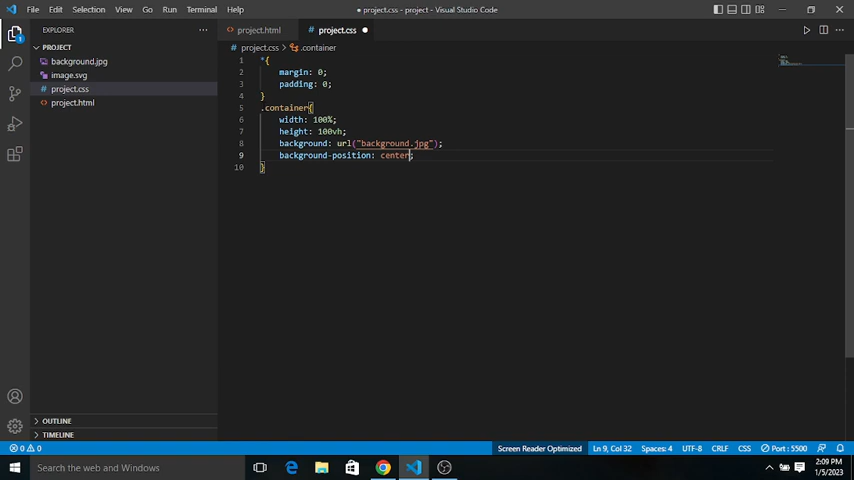 File Edit Selection View Go Run Terminal Help
● project.css - project - Visual Studio Code
EXPLORER
project.html
project.css
PROJECT
project.css > .container
background.jpg
image.svg
project.css
project.html
1 *{
2 margin: 0;
3 padding: 0;
4 }
5 .container{
6 width: 100%;
7 height: 100vh;
8 background: url("background.jpg");
9 background-position: center;
10 }
1
OUTLINE
TIMELINE
0 0
Screen Reader Optimized Ln 9, Col 32 Spaces: 4 UTF-8 CRLF CSS Port : 5500
Search the web and Windows
2:09 PM
1/5/2023